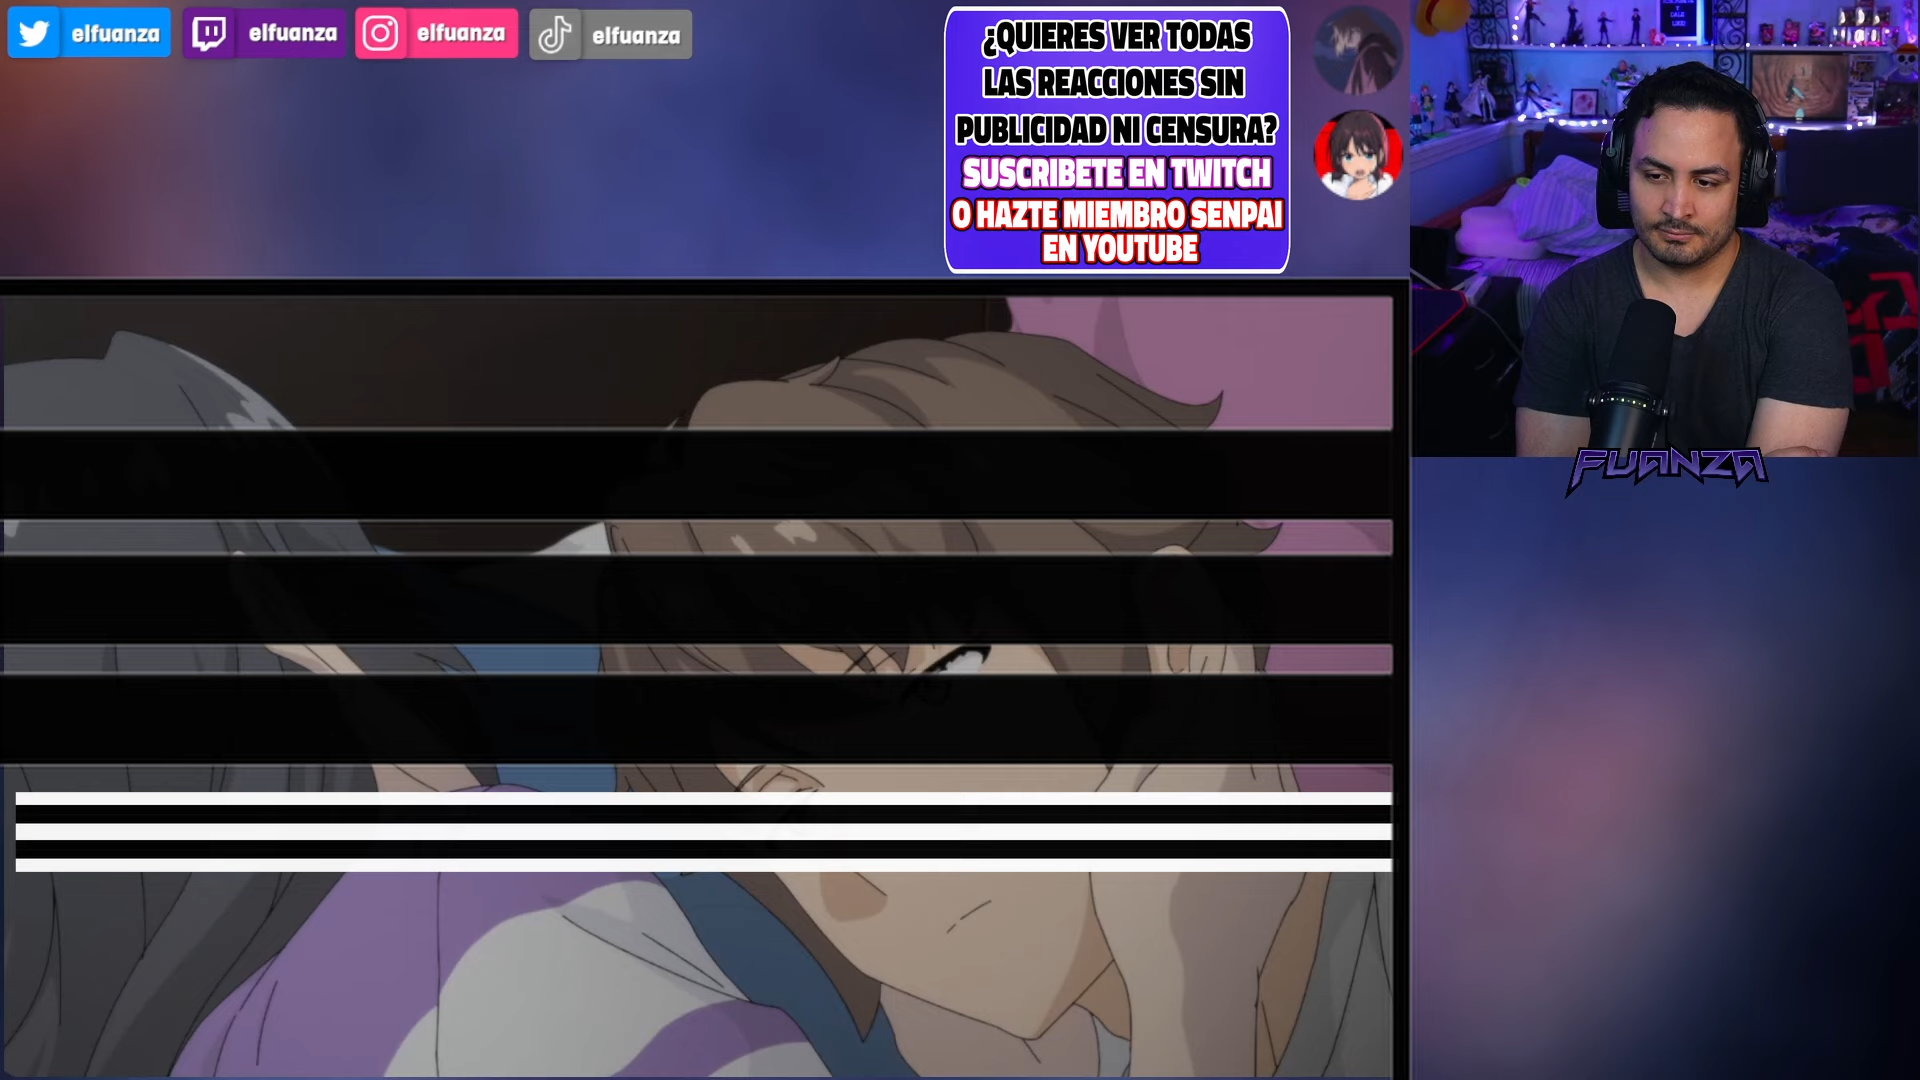 elfuanza
elfuanza
elfuanza
elfuanza
¿QUIERES VER TODAS
LAS REACCIONES SIN
PUBLICIDAD NI CENSURA?
SUSCRIBETE EN TWITCH
O HAZTE MIEMBRO SENPAI
EN YOUTUBE
FUANZA